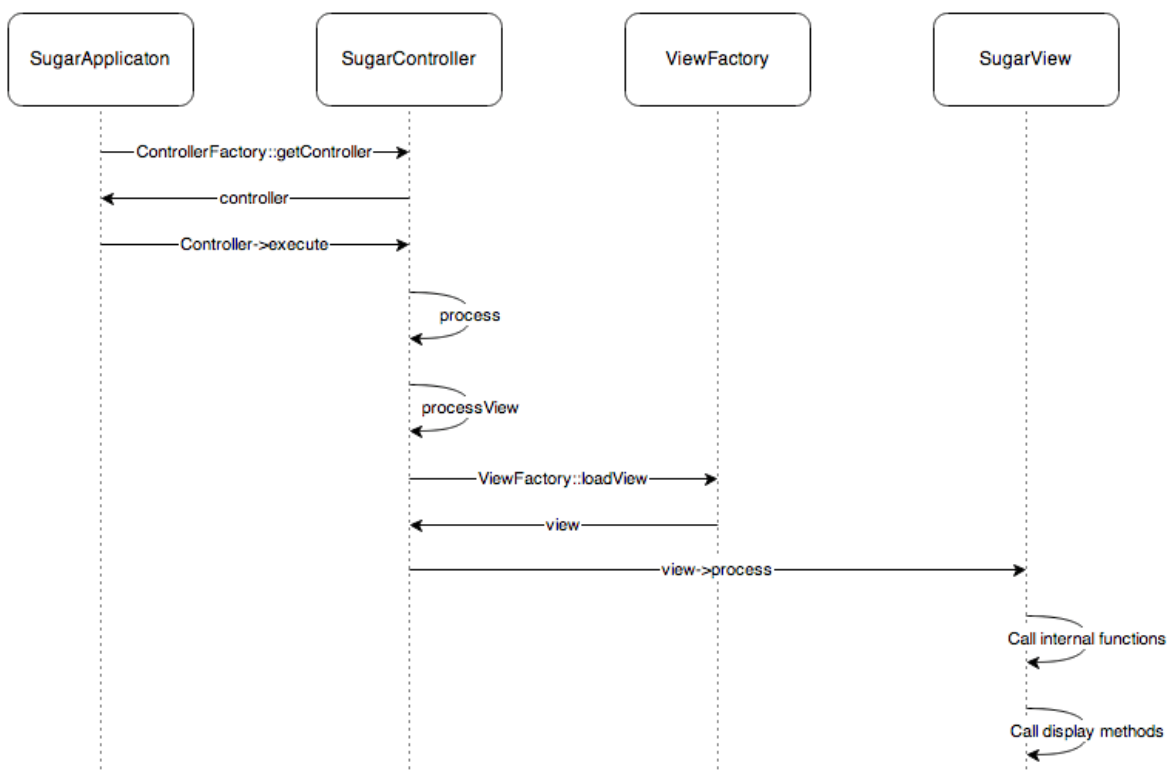 SugarApplicaton
SugarController
ViewFactory
SugarView
ControllerFactory::getController
controller
Controller->execute
process
processView
ViewFactory::loadView
view
view->process
Call internal functions
Call display methods